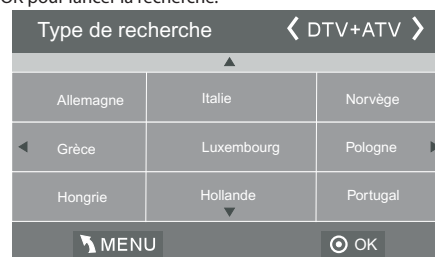 OK pour lancer la recherche.
Type de recherche ❮ DTV+ATV ❯
Allemagne Italie Norvège
Grèce Luxembourg Pologne
Hongrie Hollande Portugal
MENU OK